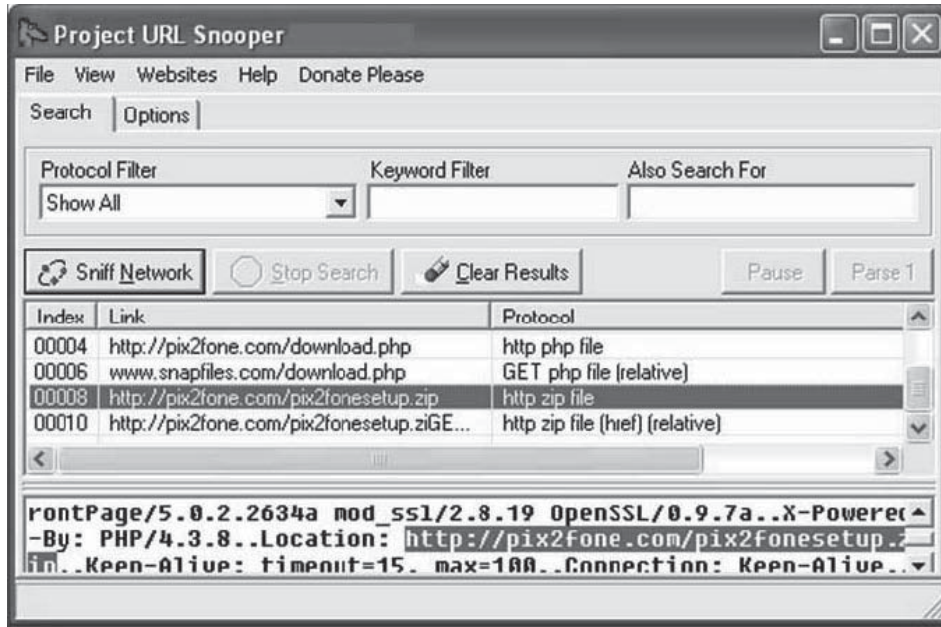 Project URL Snooper
File View Websites Help Donate Please
Search Options
Protocol Filter Keyword Filter Also Search For
Show All
Sniff Network Stop Search Clear Results Pause Parse 1
Index Link Protocol
00004 http://pix2fone.com/download.php http php file
00006 www.snapfiles.com/download.php GET php file (relative)
00008 http://pix2fone.com/pix2fonesetup.zip http zip file
00010 http://pix2fone.com/pix2fonesetup.ziGE... http zip file (href) (relative)
rontPage/5.0.2.2634a mod_ssl/2.8.19 OpenSSL/0.9.7a..X-Powered
-By: PHP/4.3.8..Location: http://pix2fone.com/pix2fonesetup.z
ip..Keep-Alive: timeout=15, max=100..Connection: Keep-Alive..